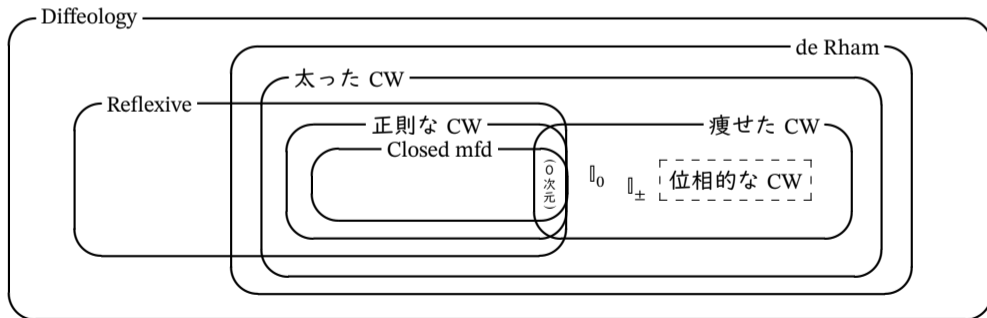 Diffeology
de Rham
太った CW
Reflexive
正則な CW
痩せた CW
Closed mfd
(0次元)
𝕀₀
𝕀±
位相的な CW